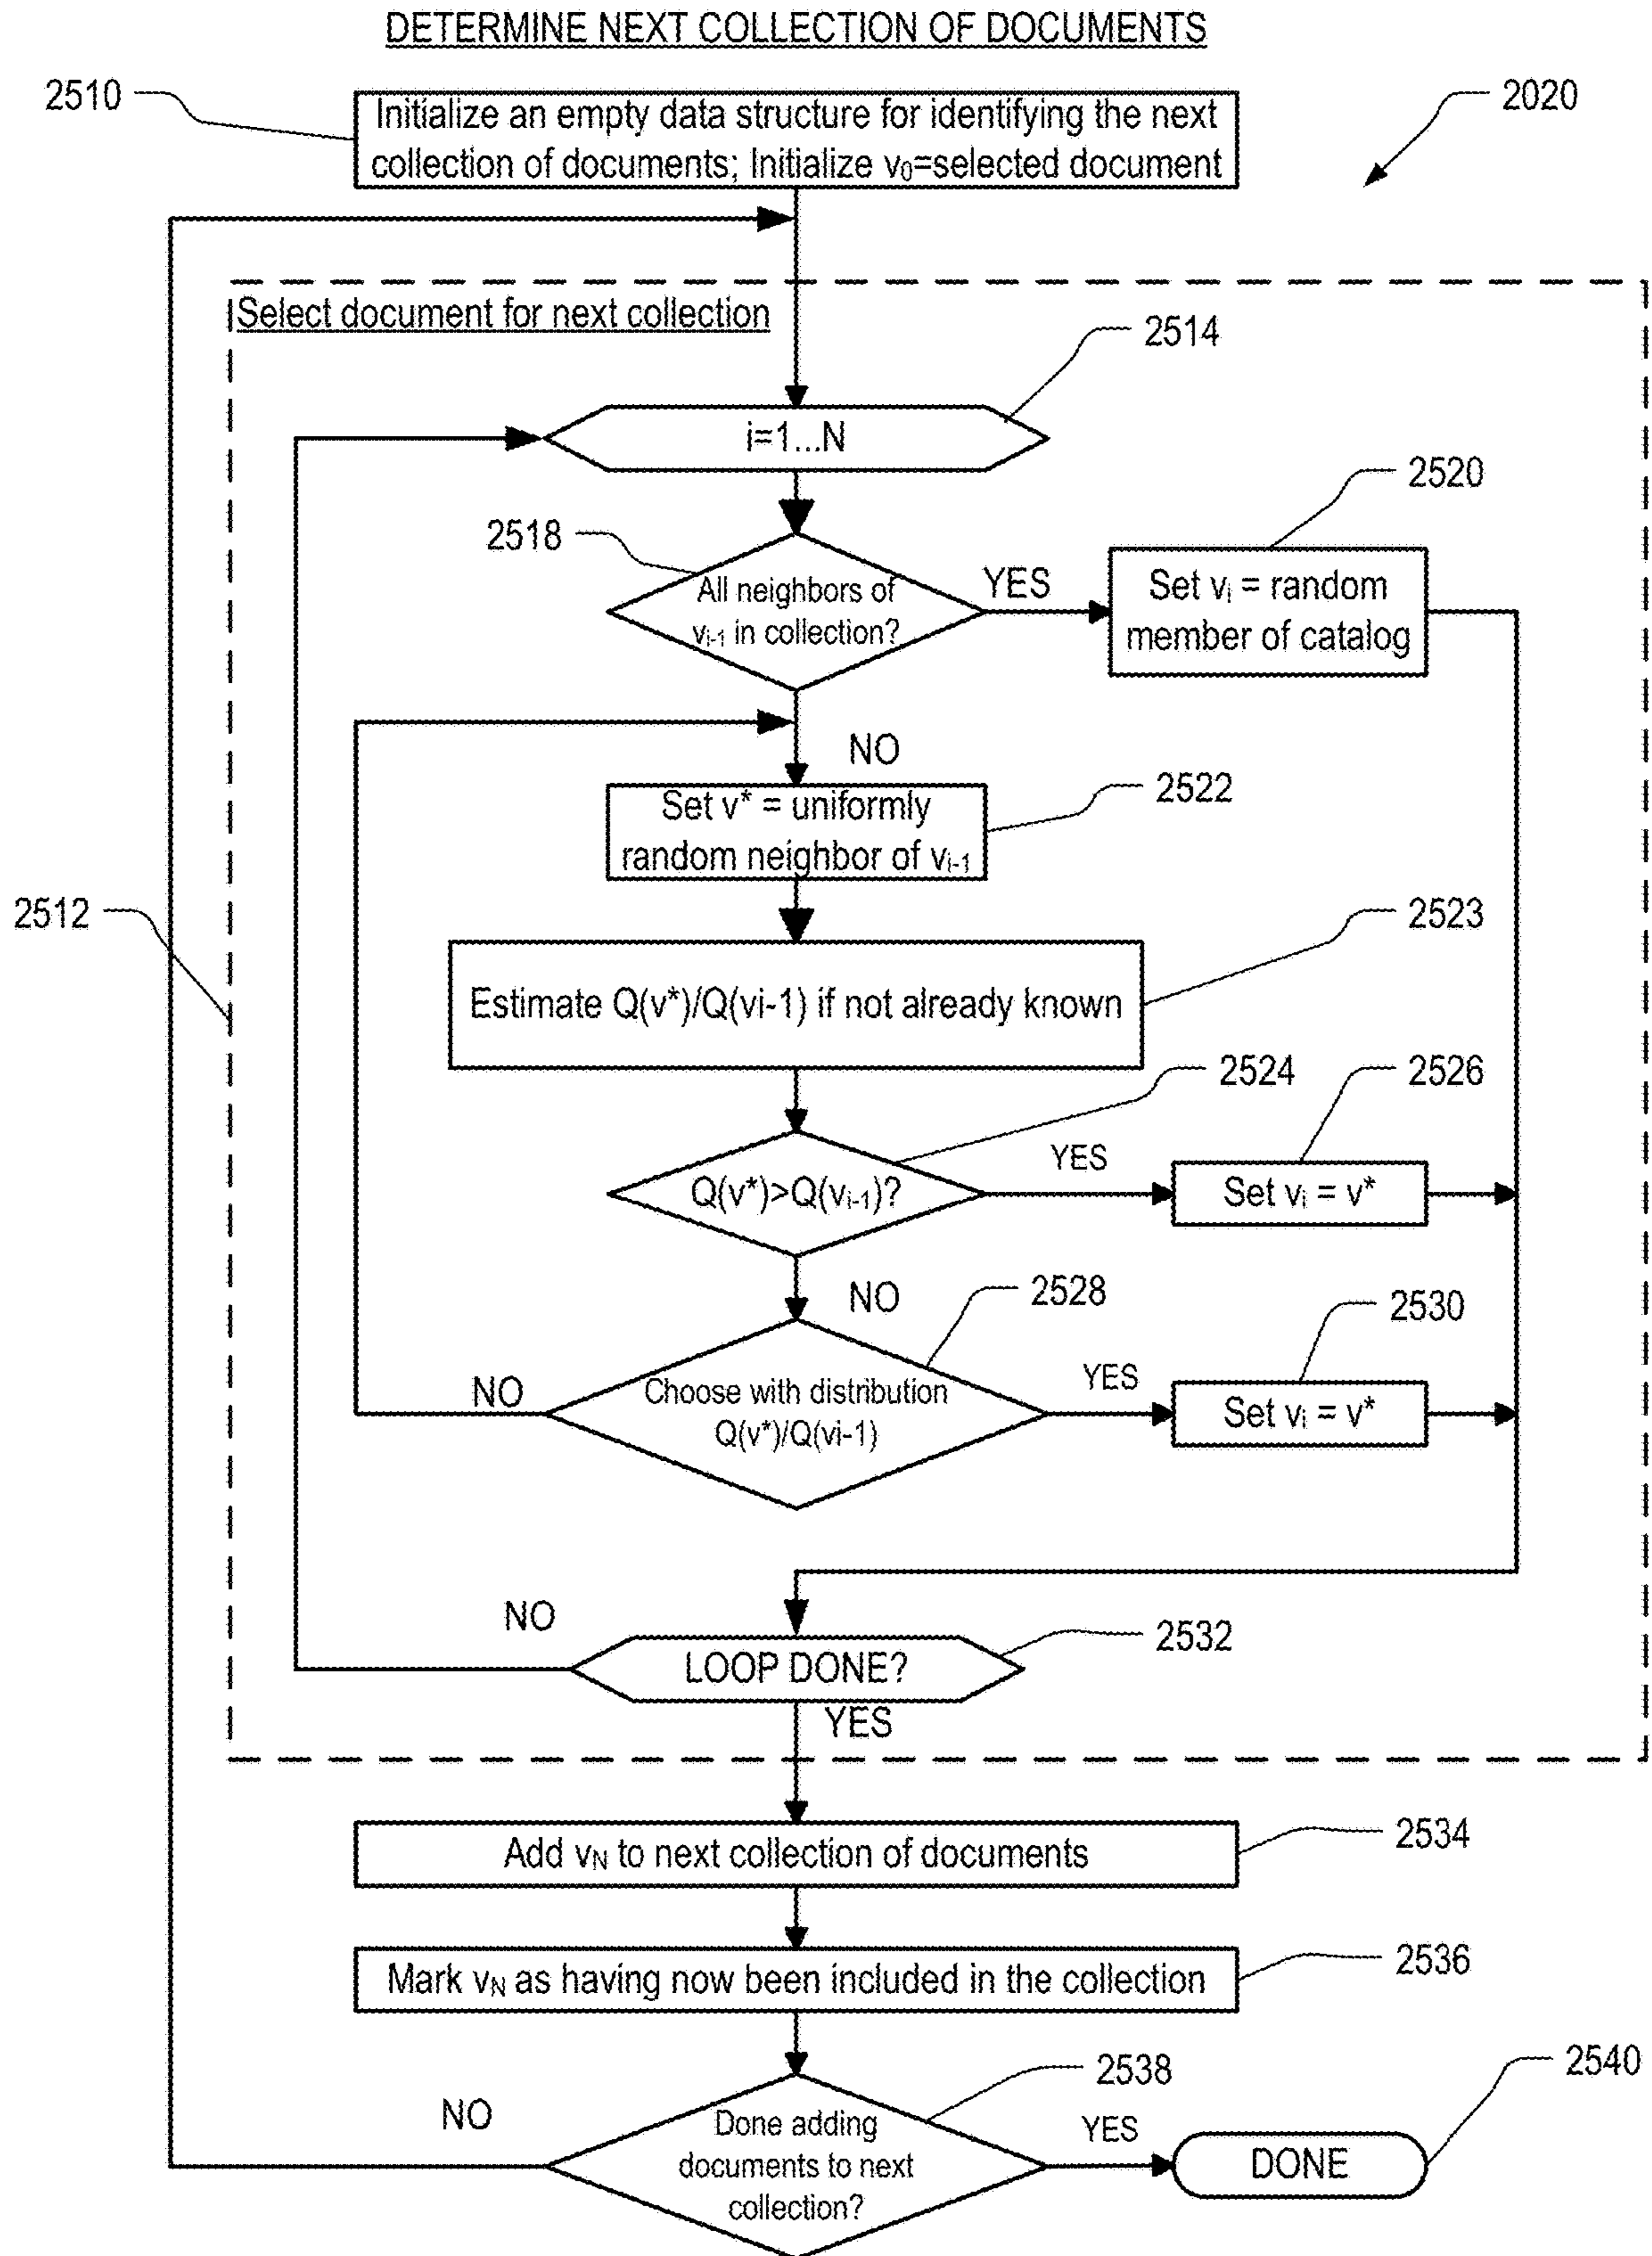 DETERMINE NEXT COLLECTION OF DOCUMENTS
2510
2020
Initialize an empty data structure for identifying the next
collection of documents; Initialize v₀=selected document
Select document for next collection
2514
i=1...N
2520
2518
All neighbors of
vᵢ₋₁ in collection?
YES
Set vᵢ = random
member of catalog
NO
2522
Set v* = uniformly
random neighbor of vᵢ₋₁
2512
2523
Estimate Q(v*)/Q(vi-1) if not already known
2524
2526
Q(v*)>Q(vᵢ₋₁)?
YES
Set vᵢ = v*
NO
2528
2530
NO
Choose with distribution
Q(v*)/Q(vi-1)
YES
Set vᵢ = v*
NO
2532
LOOP DONE?
YES
2534
Add v_N to next collection of documents
2536
Mark v_N as having now been included in the collection
2538
2540
NO
Done adding
documents to next
collection?
YES
DONE